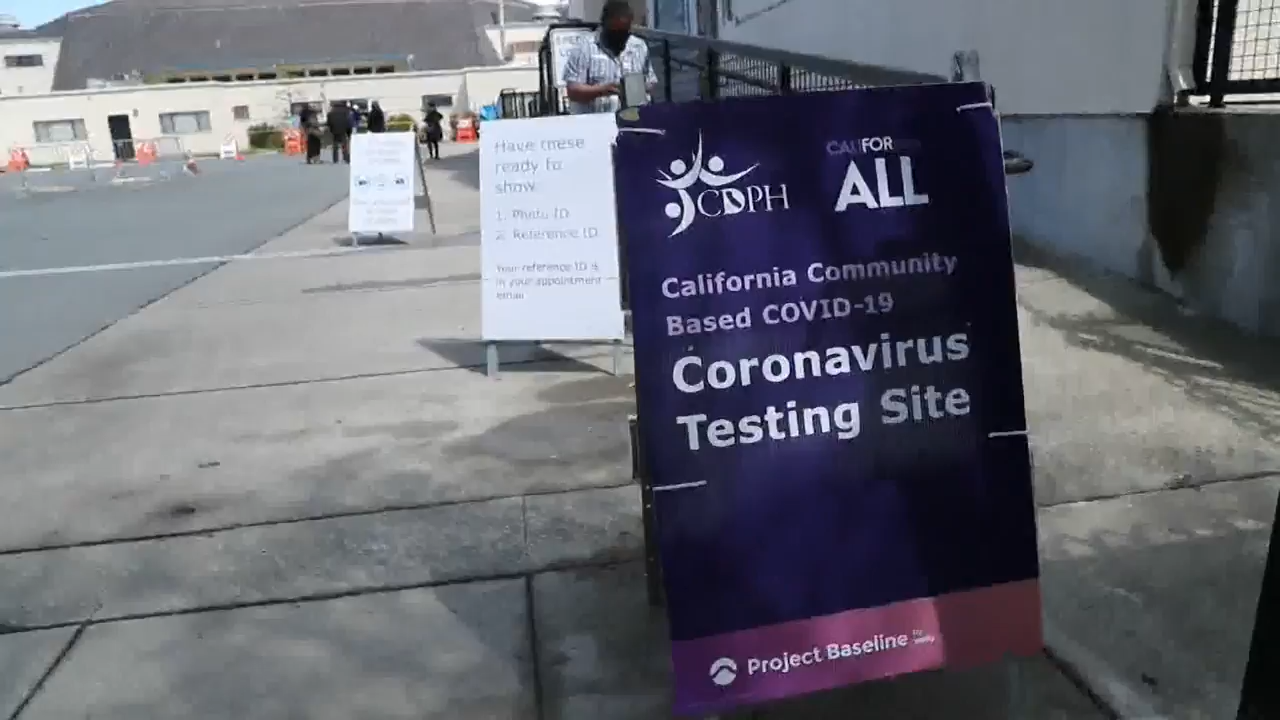 Have these
ready to
show
1. Photo ID
2. Reference ID
Your reference ID is
in your appointment
email
CDPH
CALIFOR
ALL
California Community
Based COVID-19
Coronavirus
Testing Site
Project Baseline